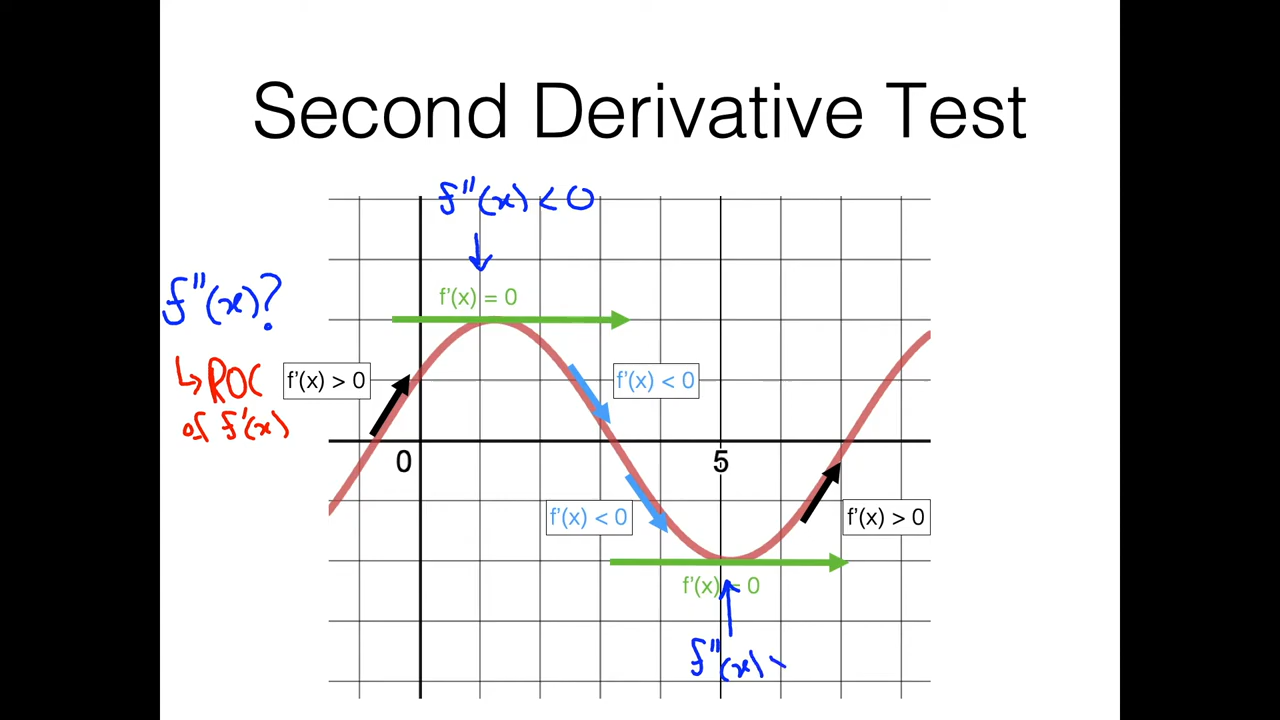 Second Derivative Test
f"(x) < 0
f"(x)?
f'(x) = 0
↳ ROC
of f'(x)
f'(x) > 0
f'(x) < 0
0
5
f'(x) < 0
f'(x) > 0
f'(x) = 0
f"(x)